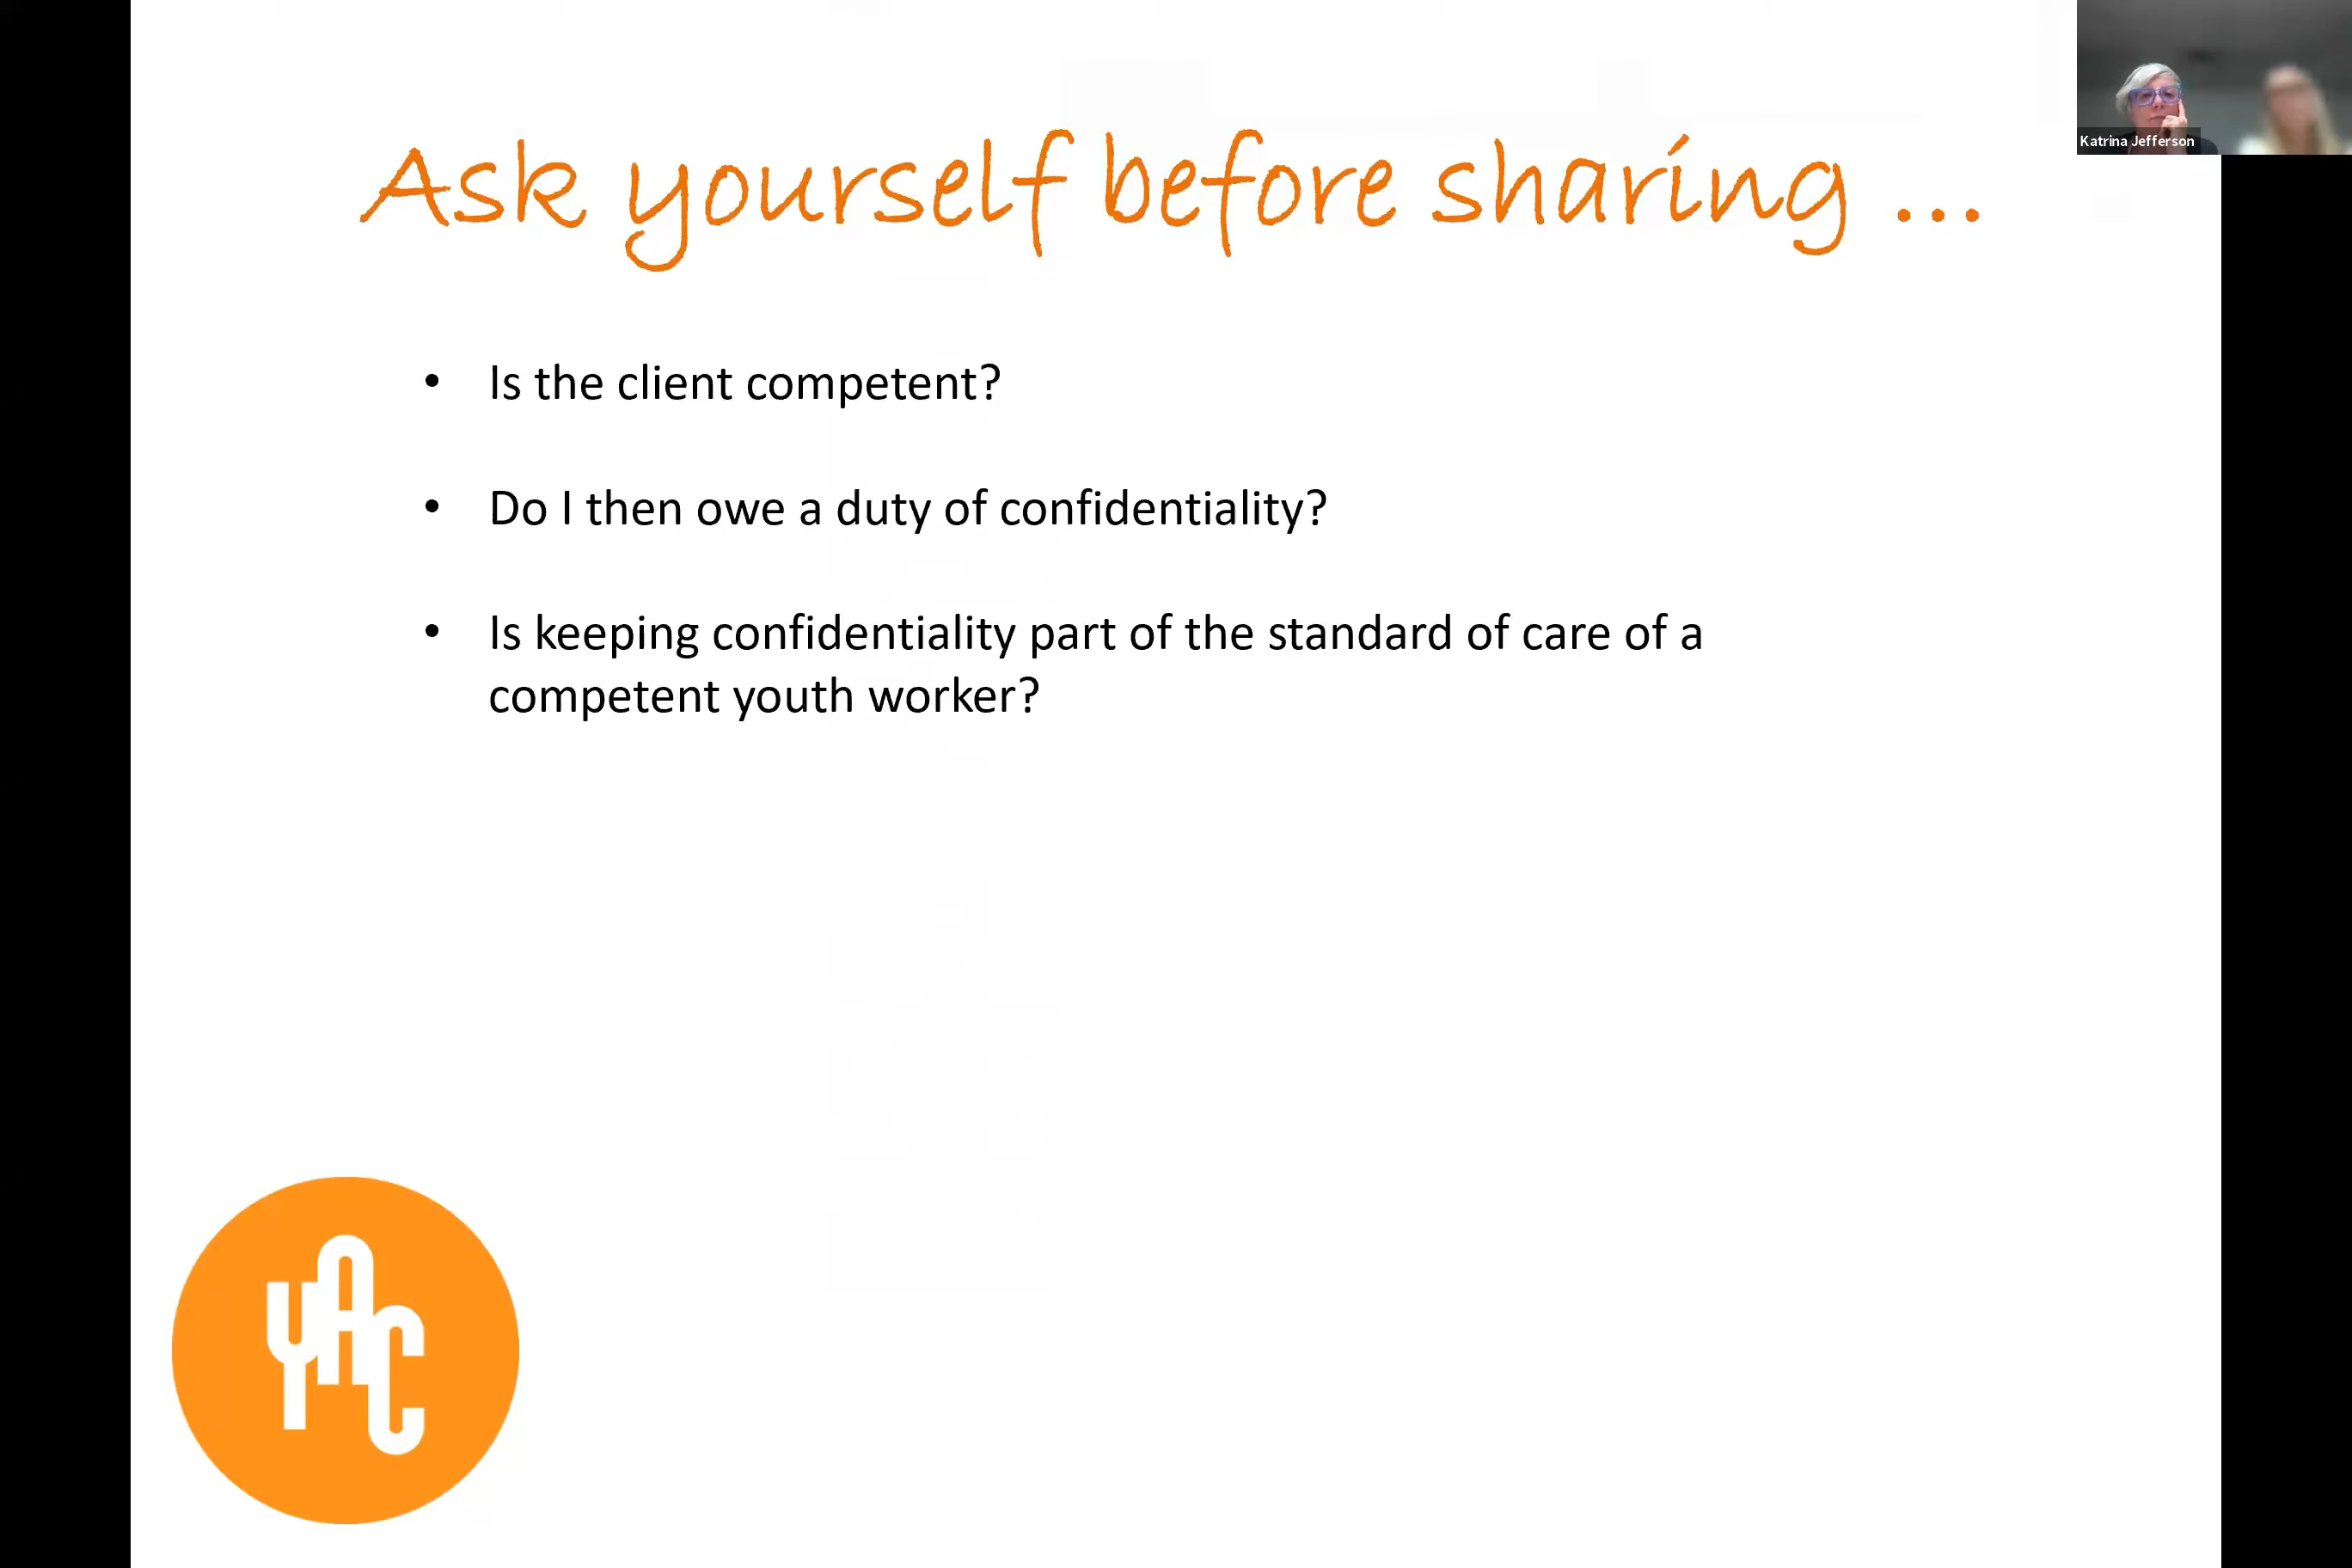 Ask yourself before sharing ...
Katrina Jefferson
• Is the client competent?
• Do I then owe a duty of confidentiality?
• Is keeping confidentiality part of the standard of care of a
competent youth worker?
YAC